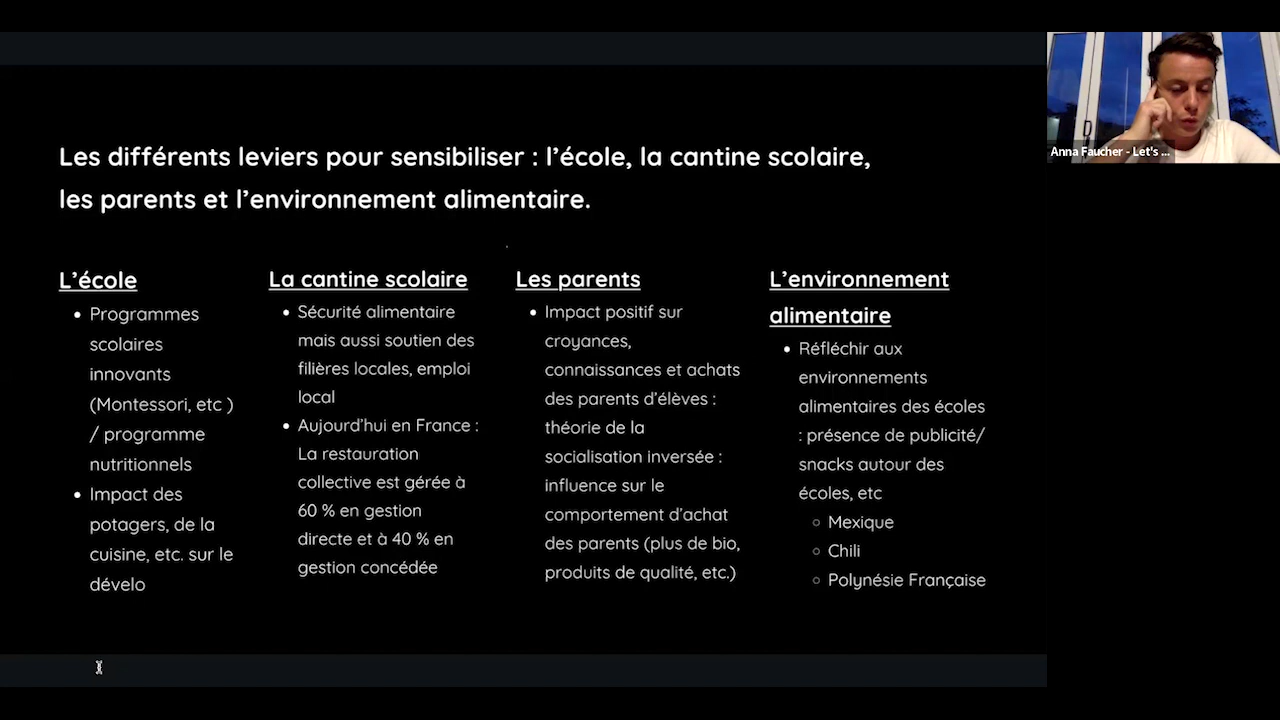 Les différents leviers pour sensibiliser : l'école, la cantine scolaire,
les parents et l'environnement alimentaire.
L'école
Programmes
scolaires
innovants
(Montessori, etc )
/ programme
nutritionnels
Impact des
potagers, de la
cuisine, etc. sur le
dévelo
La cantine scolaire
Sécurité alimentaire
mais aussi soutien des
filières locales, emploi
local
Aujourd'hui en France :
La restauration
collective est gérée à
60 % en gestion
directe et à 40 % en
gestion concédée
Les parents
Impact positif sur
croyances,
connaissances et achats
des parents d'élèves :
théorie de la
socialisation inversée :
influence sur le
comportement d'achat
des parents (plus de bio,
produits de qualité, etc.)
L'environnement
alimentaire
Réfléchir aux
environnements
alimentaires des écoles
: présence de publicité/
snacks autour des
écoles, etc
Mexique
Chili
Polynésie Française
Anna Faucher - Let's ...